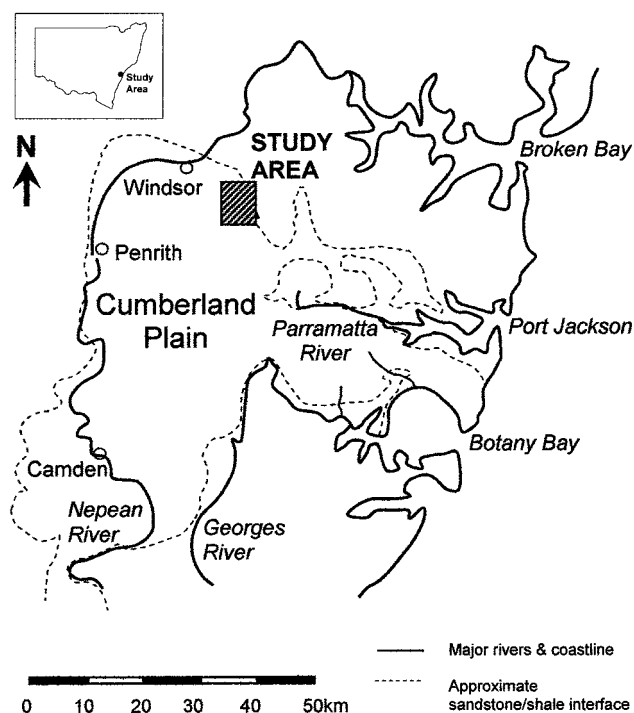 Study
Area
N
STUDY
AREA
Broken Bay
Windsor
Penrith
Cumberland
Plain
Parramatta
River
Port Jackson
Botany Bay
Camden
Nepean
River
Georges
River
Major rivers & coastline
Approximate
sandstone/shale interface
0 10 20 30 40 50km